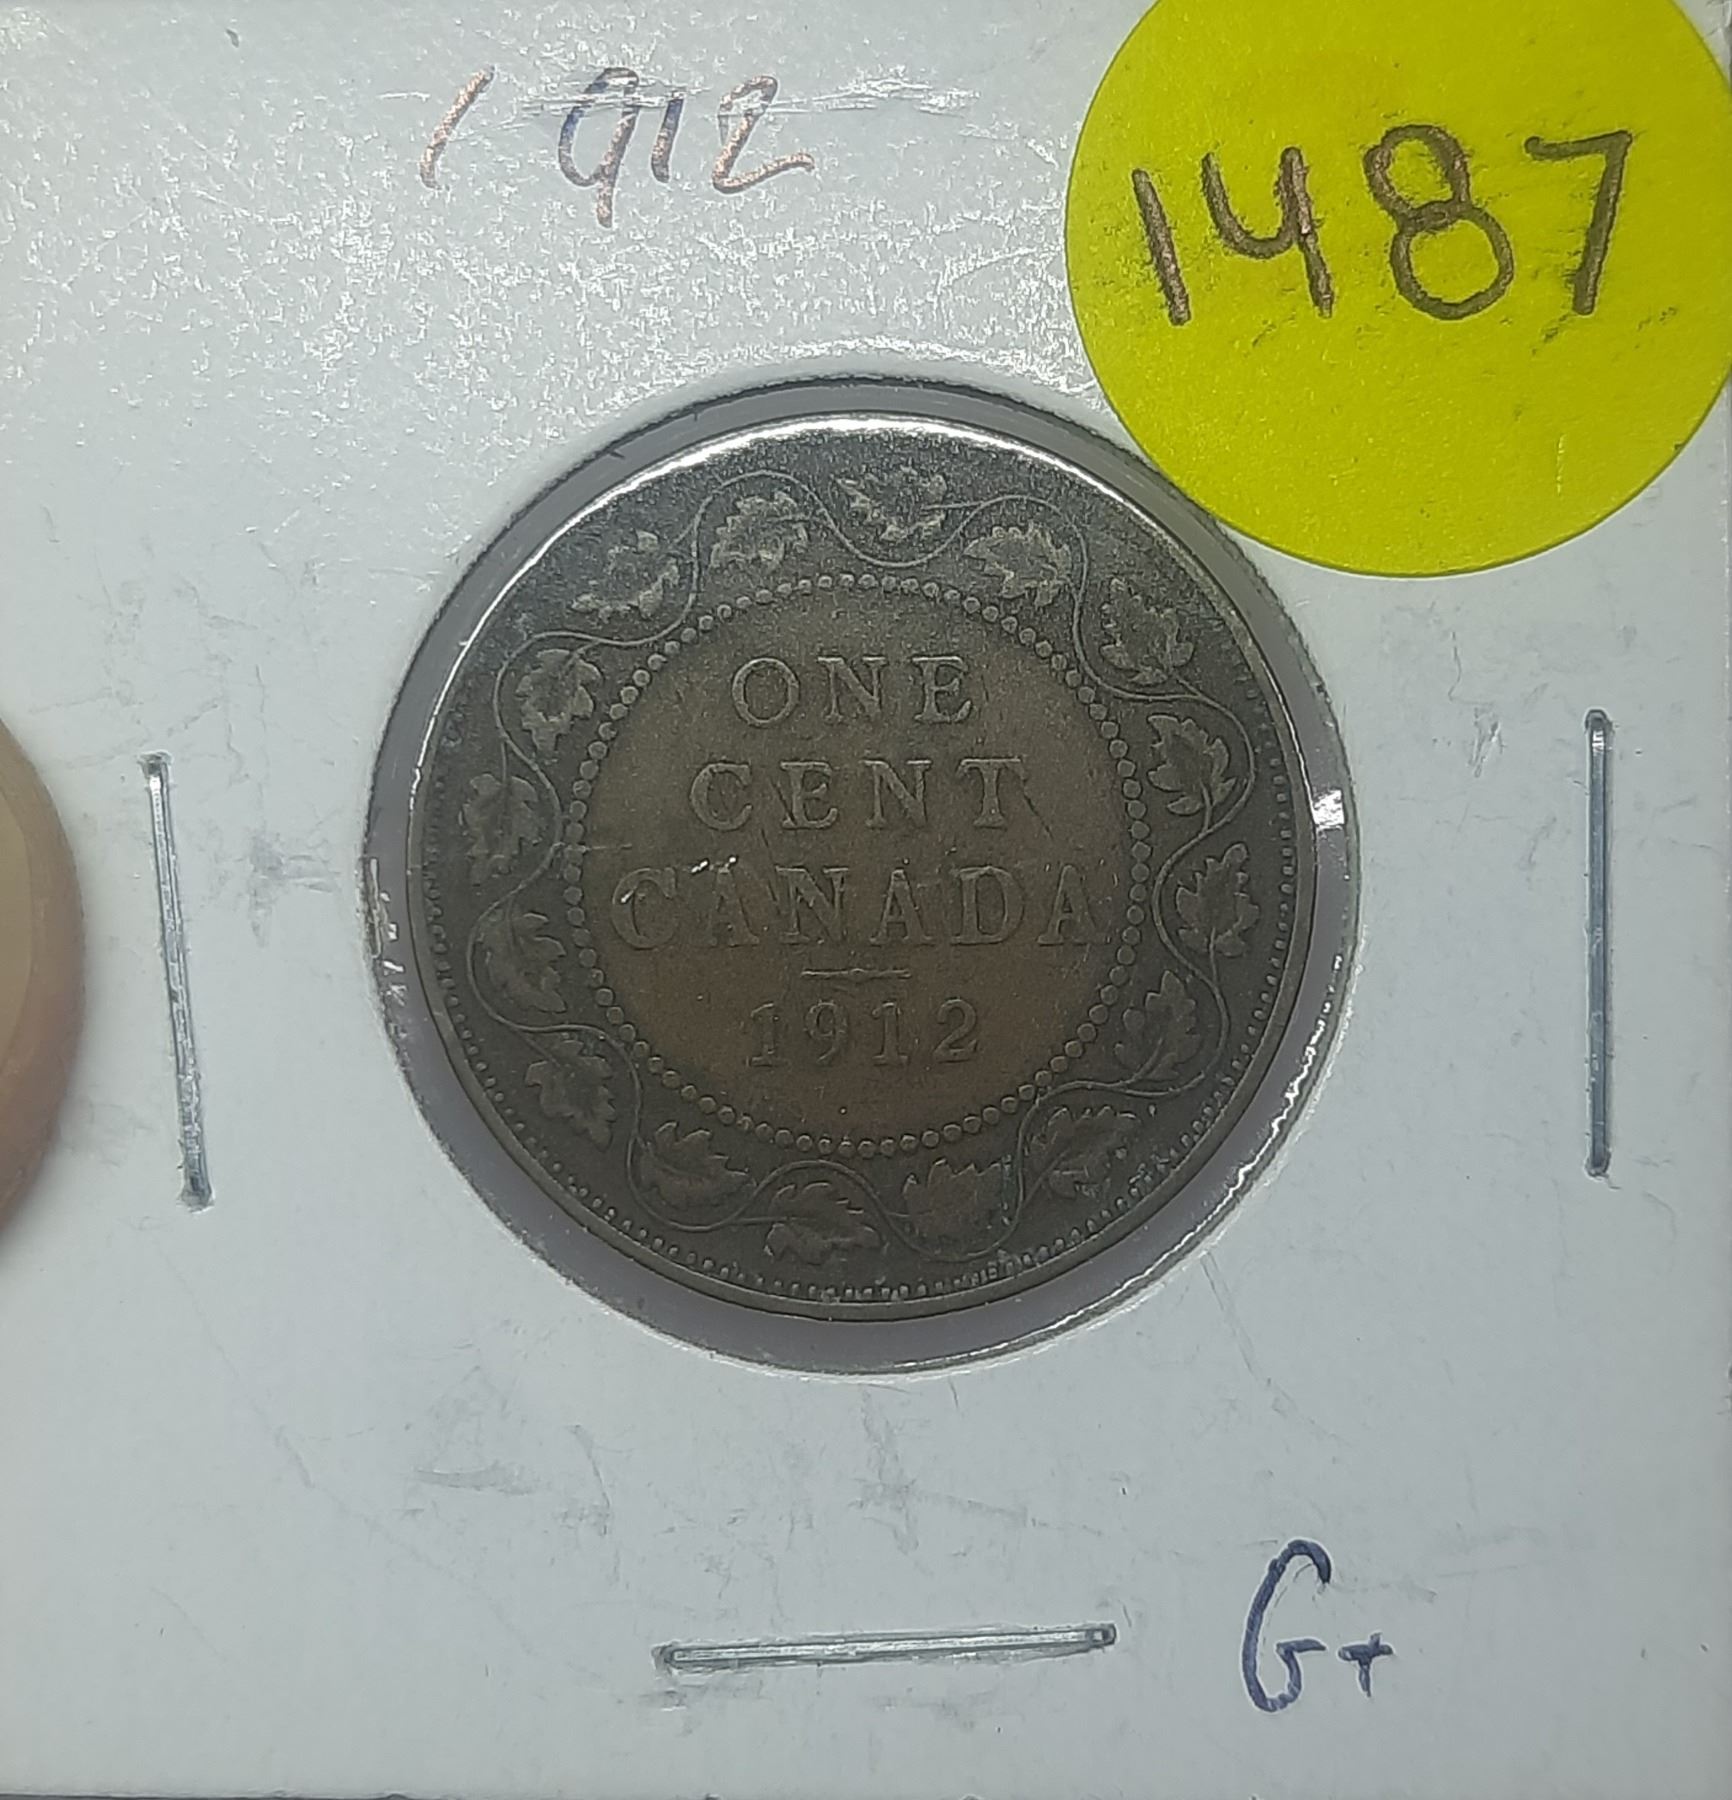 1912
1487
ONE
CENT
CANADA
1912
G+